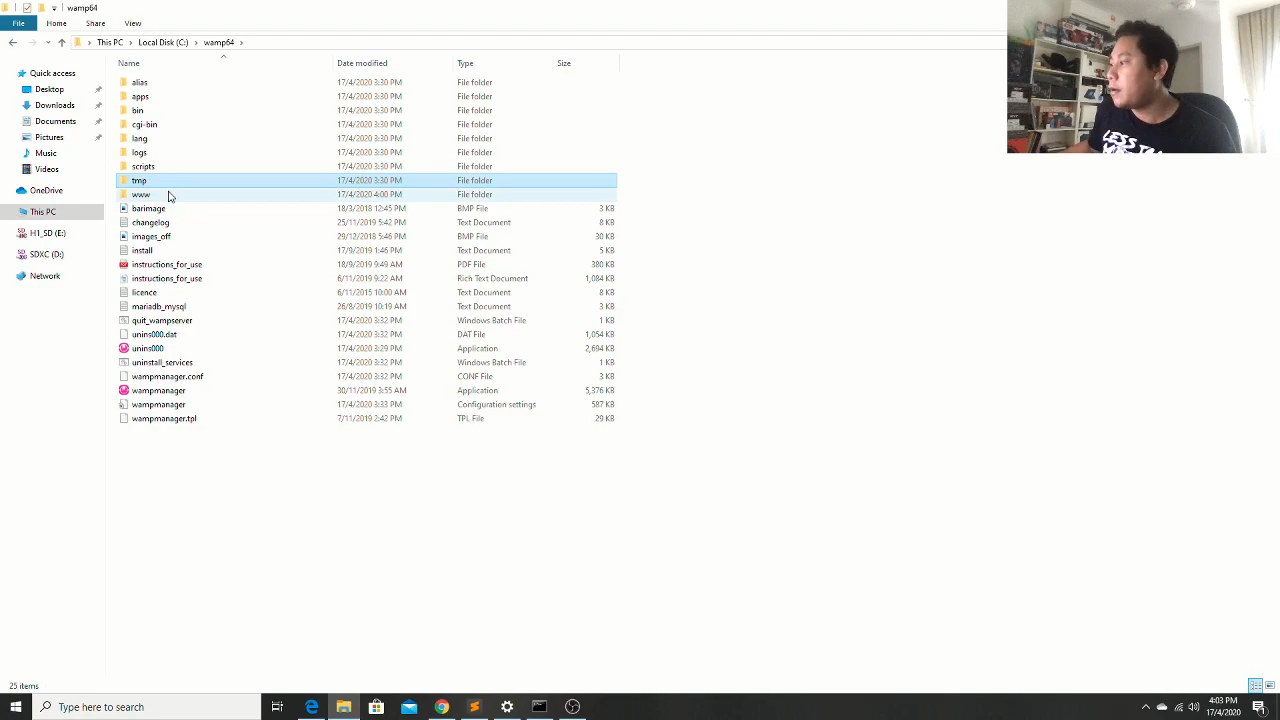 wamp64
File Home Share View
This PC Local Disk (C:) wamp64
Name Date modified Type Size
Quick access
Desktop
Downloads
Documents
Pictures
Music
Videos
OneDrive
This PC
H1_SD (E:)
SDXC (D:)
Network
alias 17/4/2020 3:30 PM File folder
apps 17/4/2020 3:30 PM File folder
bin 17/4/2020 3:30 PM File folder
cgi-bin 17/4/2020 3:30 PM File folder
lang 17/4/2020 3:30 PM File folder
logs 17/4/2020 3:30 PM File folder
scripts 17/4/2020 3:30 PM File folder
tmp 17/4/2020 3:30 PM File folder
www 17/4/2020 4:00 PM File folder
barimage 18/3/2018 12:45 PM BMP File 3 KB
changelog 25/11/2019 5:42 PM Text Document 8 KB
images_off 29/12/2018 5:46 PM BMP File 30 KB
install 17/9/2019 1:46 PM Text Document 5 KB
instructions_for_use 18/9/2019 9:49 AM PDF File 380 KB
instructions_for_use 6/11/2019 9:22 AM Rich Text Document 1,084 KB
licence 6/11/2015 10:00 AM Text Document 8 KB
mariadb_mysql 26/8/2019 10:19 AM Text Document 3 KB
quit_wampserver 17/4/2020 3:32 PM Windows Batch File 1 KB
unins000.dat 17/4/2020 3:32 PM DAT File 1,054 KB
unins000 17/4/2020 3:29 PM Application 2,694 KB
uninstall_services 17/4/2020 3:32 PM Windows Batch File 1 KB
wampmanager.conf 17/4/2020 3:32 PM CONF File 3 KB
wampmanager 30/11/2019 3:55 AM Application 5,376 KB
wampmanager 17/4/2020 3:33 PM Configuration settings 587 KB
wampmanager.tpl 7/11/2019 2:42 PM TPL File 29 KB
LESS TA
25 items
Type here to search
4:03 PM
17/4/2020